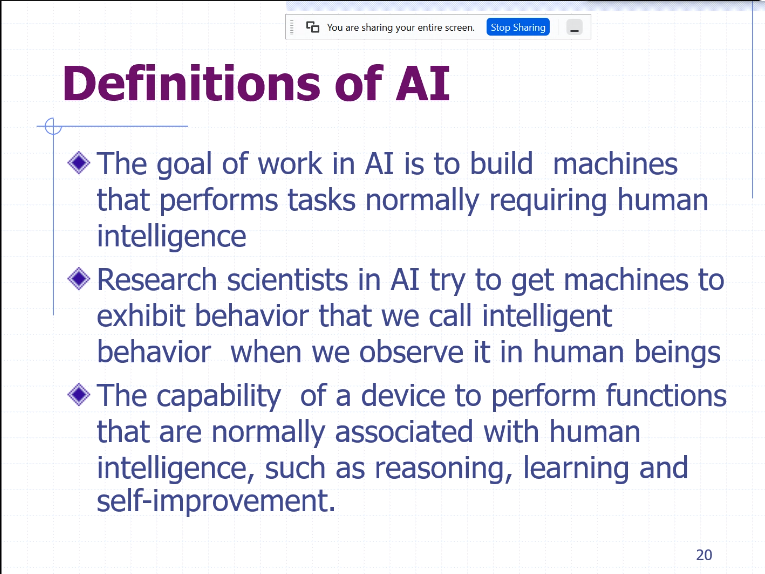 You are sharing your entire screen. Stop Sharing
Definitions of AI
The goal of work in AI is to build machines
that performs tasks normally requiring human
intelligence
Research scientists in AI try to get machines to
exhibit behavior that we call intelligent
behavior when we observe it in human beings
The capability of a device to perform functions
that are normally associated with human
intelligence, such as reasoning, learning and
self-improvement.
20